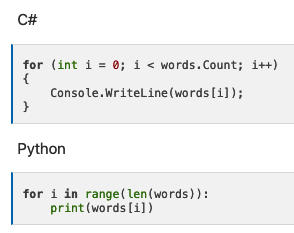 C#
for (int i = 0; i < words.Count; i++)
{
    Console.WriteLine(words[i]);
}
Python
for i in range(len(words)):
    print(words[i])